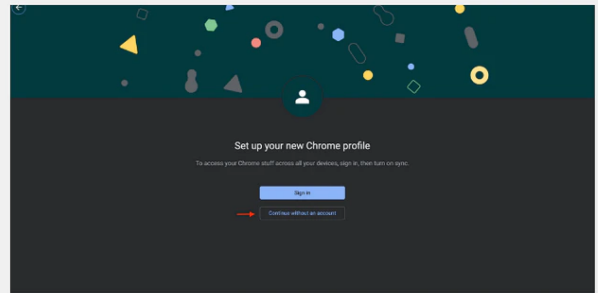 Set up your new Chrome profile
To access your Chrome stuff across all your devices, sign in, then turn on sync.
Sign in
Continue without an account